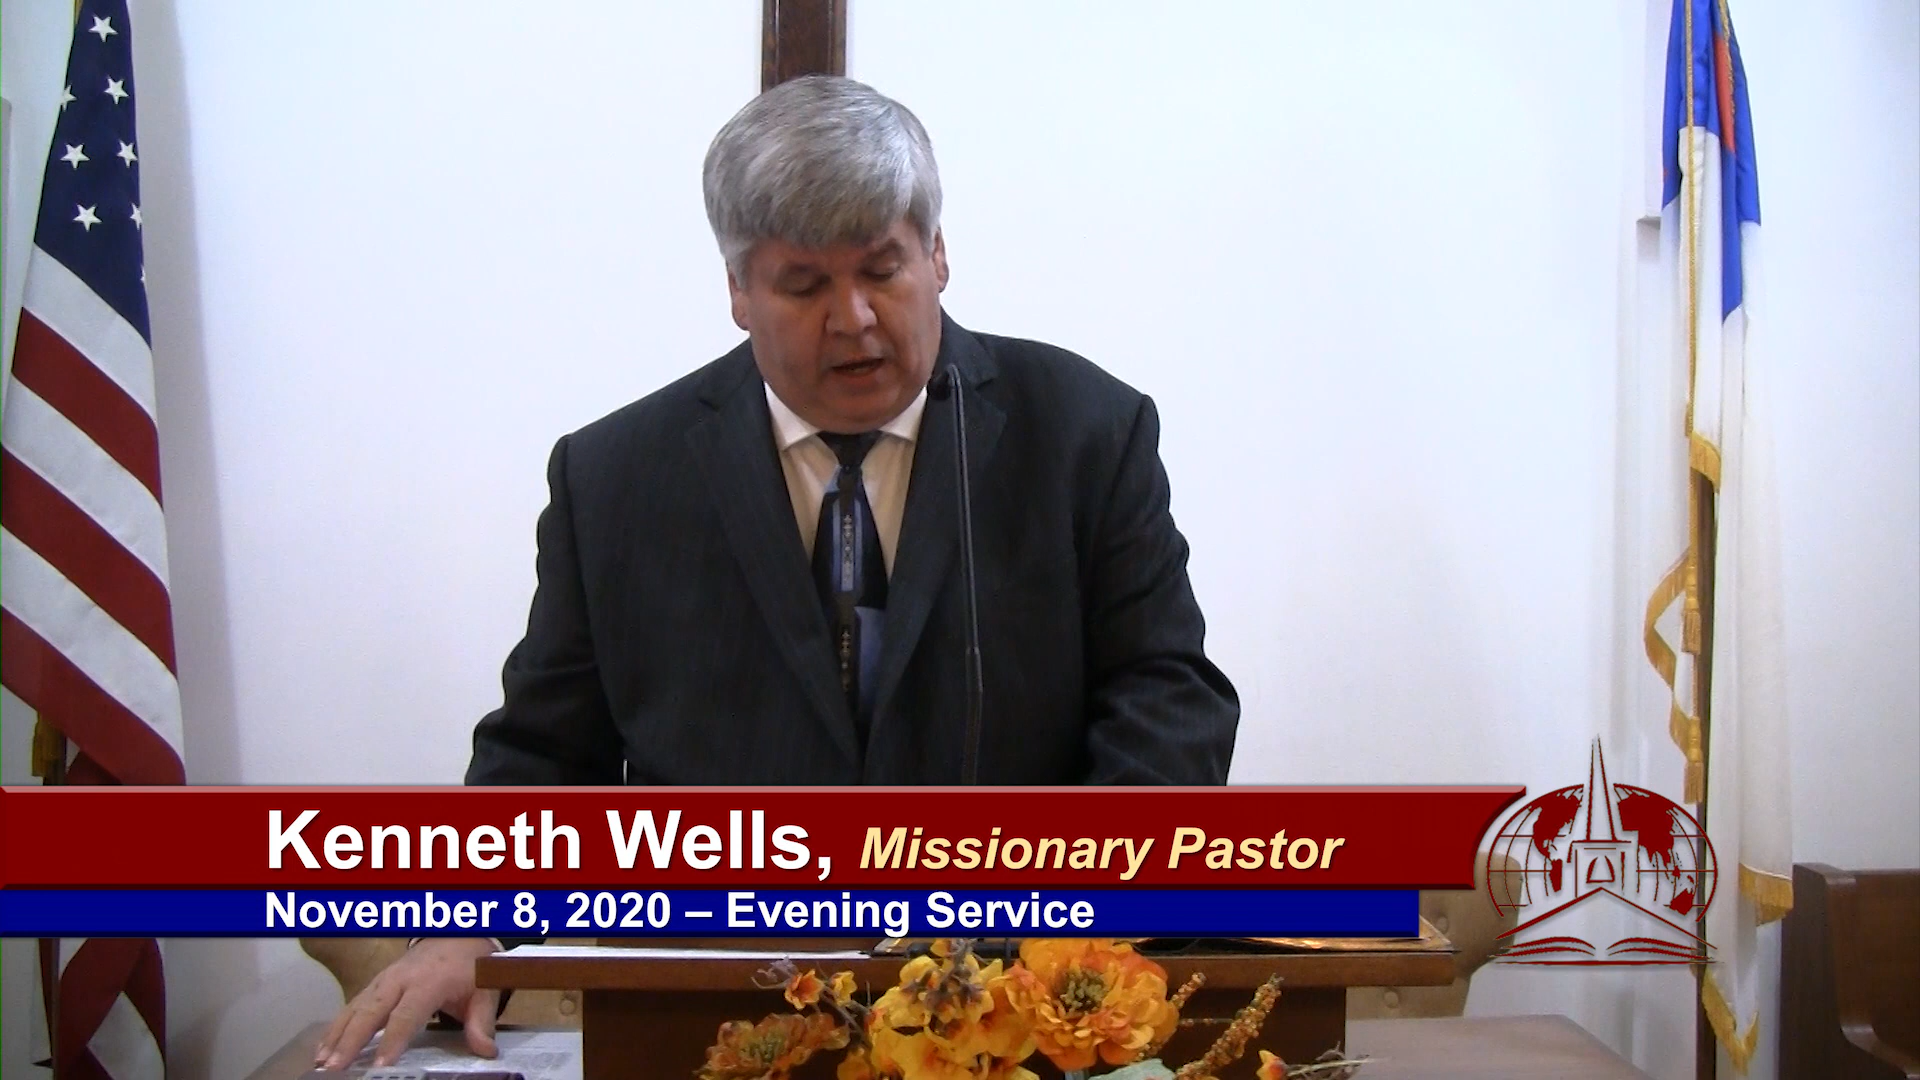 Kenneth Wells, Missionary Pastor
November 8, 2020 – Evening Service